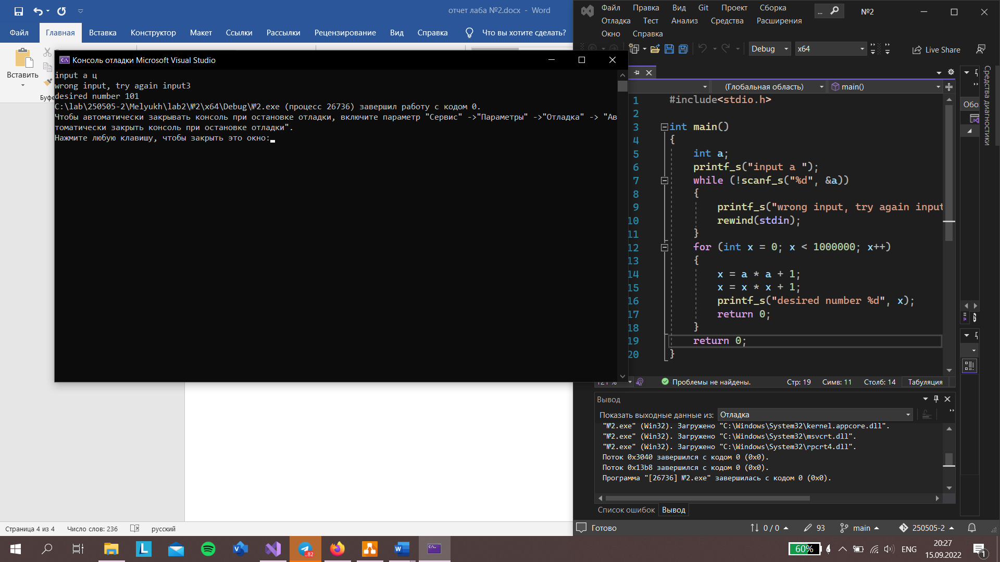 отчет лаба №2.docx - Word
Файл Главная Вставка Конструктор Макет Ссылки Рассылки Рецензирование Вид Справка Что вы хотите сделать?
Вставить
Буфе
Консоль отладки Microsoft Visual Studio
input a ц
wrong input, try again input3
desired number 101
C:\lab\250505-2\Melyukh\lab2\№2\x64\Debug\№2.exe (процесс 26736) завершил работу с кодом 0.
Чтобы автоматически закрывать консоль при остановке отладки, включите параметр "Сервис" ->"Параметры" ->"Отладка" -> "Ав
томатически закрыть консоль при остановке отладки".
Нажмите любую клавишу, чтобы закрыть это окно:
Страница 4 из 4 Число слов: 236 русский
Файл Правка Вид Git Проект Сборка ... №2
Отладка Тест Анализ Средства Расширения
Окно Справка
Debug x64 Live Share
(Глобальная область) main()
1 #include<stdio.h>
2
3 int main()
4 {
5 int a;
6 printf_s("input a ");
7 while (!scanf_s("%d", &a))
8 {
9 printf_s("wrong input, try again input
10 rewind(stdin);
11 }
12 for (int x = 0; x < 1000000; x++)
13 {
14 x = a * a + 1;
15 x = x * x + 1;
16 printf_s("desired number %d", x);
17 return 0;
18 }
19 return 0;
20 }
Обо
Средства диагностики
121 % Проблемы не найдены. Стр: 19 Симв: 11 Столб: 14 Табуляция
Вывод
Показать выходные данные из: Отладка
"№2.exe" (Win32). Загружено "C:\Windows\System32\kernel.appcore.dll".
"№2.exe" (Win32). Загружено "C:\Windows\System32\msvcrt.dll".
"№2.exe" (Win32). Загружено "C:\Windows\System32\rpcrt4.dll".
Поток 0x3040 завершился с кодом 0 (0x0).
Поток 0x13b8 завершился с кодом 0 (0x0).
Программа "[26736] №2.exe" завершилась с кодом 0 (0x0).
Список ошибок Вывод
Готово 0 / 0 93 main 250505-2
L V W C:\. ..82 60% ENG
20:27
15.09.2022
1